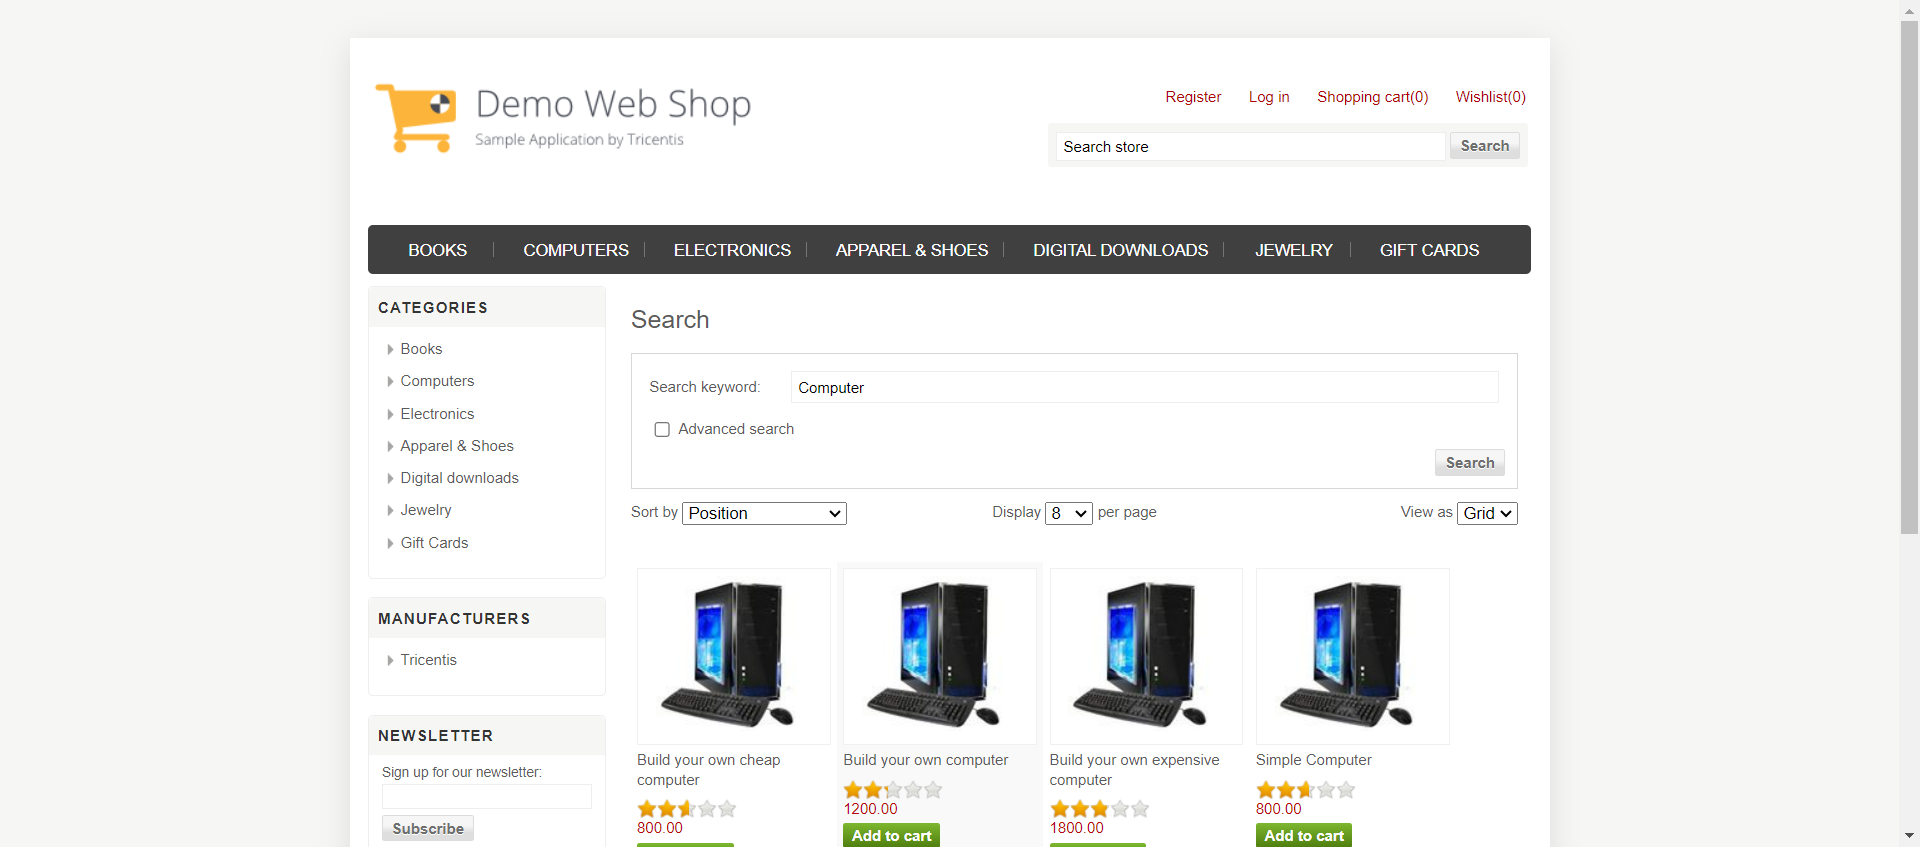 Demo Web Shop
Sample Application by Tricentis
Register
Log in
Shopping cart(0)
Wishlist(0)
Search store
Search
BOOKS
COMPUTERS
ELECTRONICS
APPAREL & SHOES
DIGITAL DOWNLOADS
JEWELRY
GIFT CARDS
CATEGORIES
Books
Computers
Electronics
Apparel & Shoes
Digital downloads
Jewelry
Gift Cards
MANUFACTURERS
Tricentis
NEWSLETTER
Sign up for our newsletter:
Subscribe
Search
Search keyword:
Computer
Advanced search
Search
Sort by
Position
Display
8
per page
View as
Grid
Build your own cheap
computer
800.00
Build your own computer
1200.00
Add to cart
Build your own expensive
computer
1800.00
Simple Computer
800.00
Add to cart